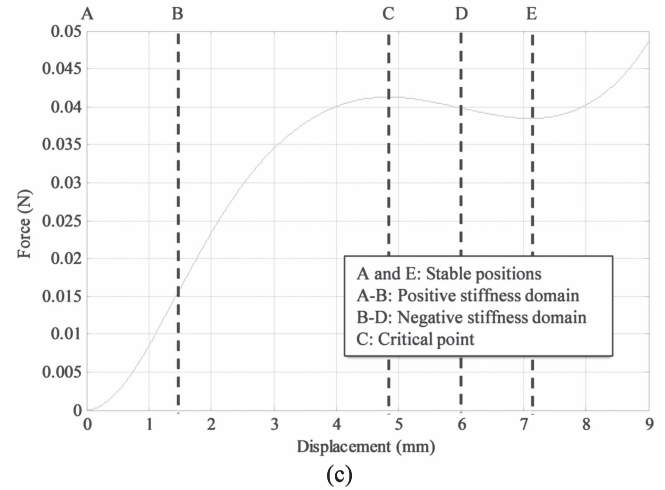 A B C D E
0.05
0.045
0.04
0.035
0.03
0.025
0.02
0.015
0.01
0.005
0
Force (N)
A and E: Stable positions
A-B: Positive stiffness domain
B-D: Negative stiffness domain
C: Critical point
0 1 2 3 4 5 6 7 8 9
Displacement (mm)
(c)